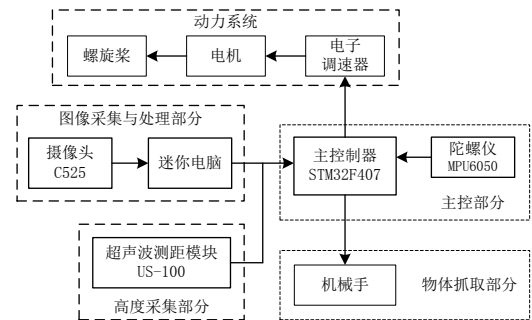 动力系统
螺旋桨
电机
电子
调速器
图像采集与处理部分
摄像头
C525
迷你电脑
主控制器
STM32F407
陀螺仪
MPU6050
主控部分
超声波测距模块
US-100
高度采集部分
机械手
物体抓取部分